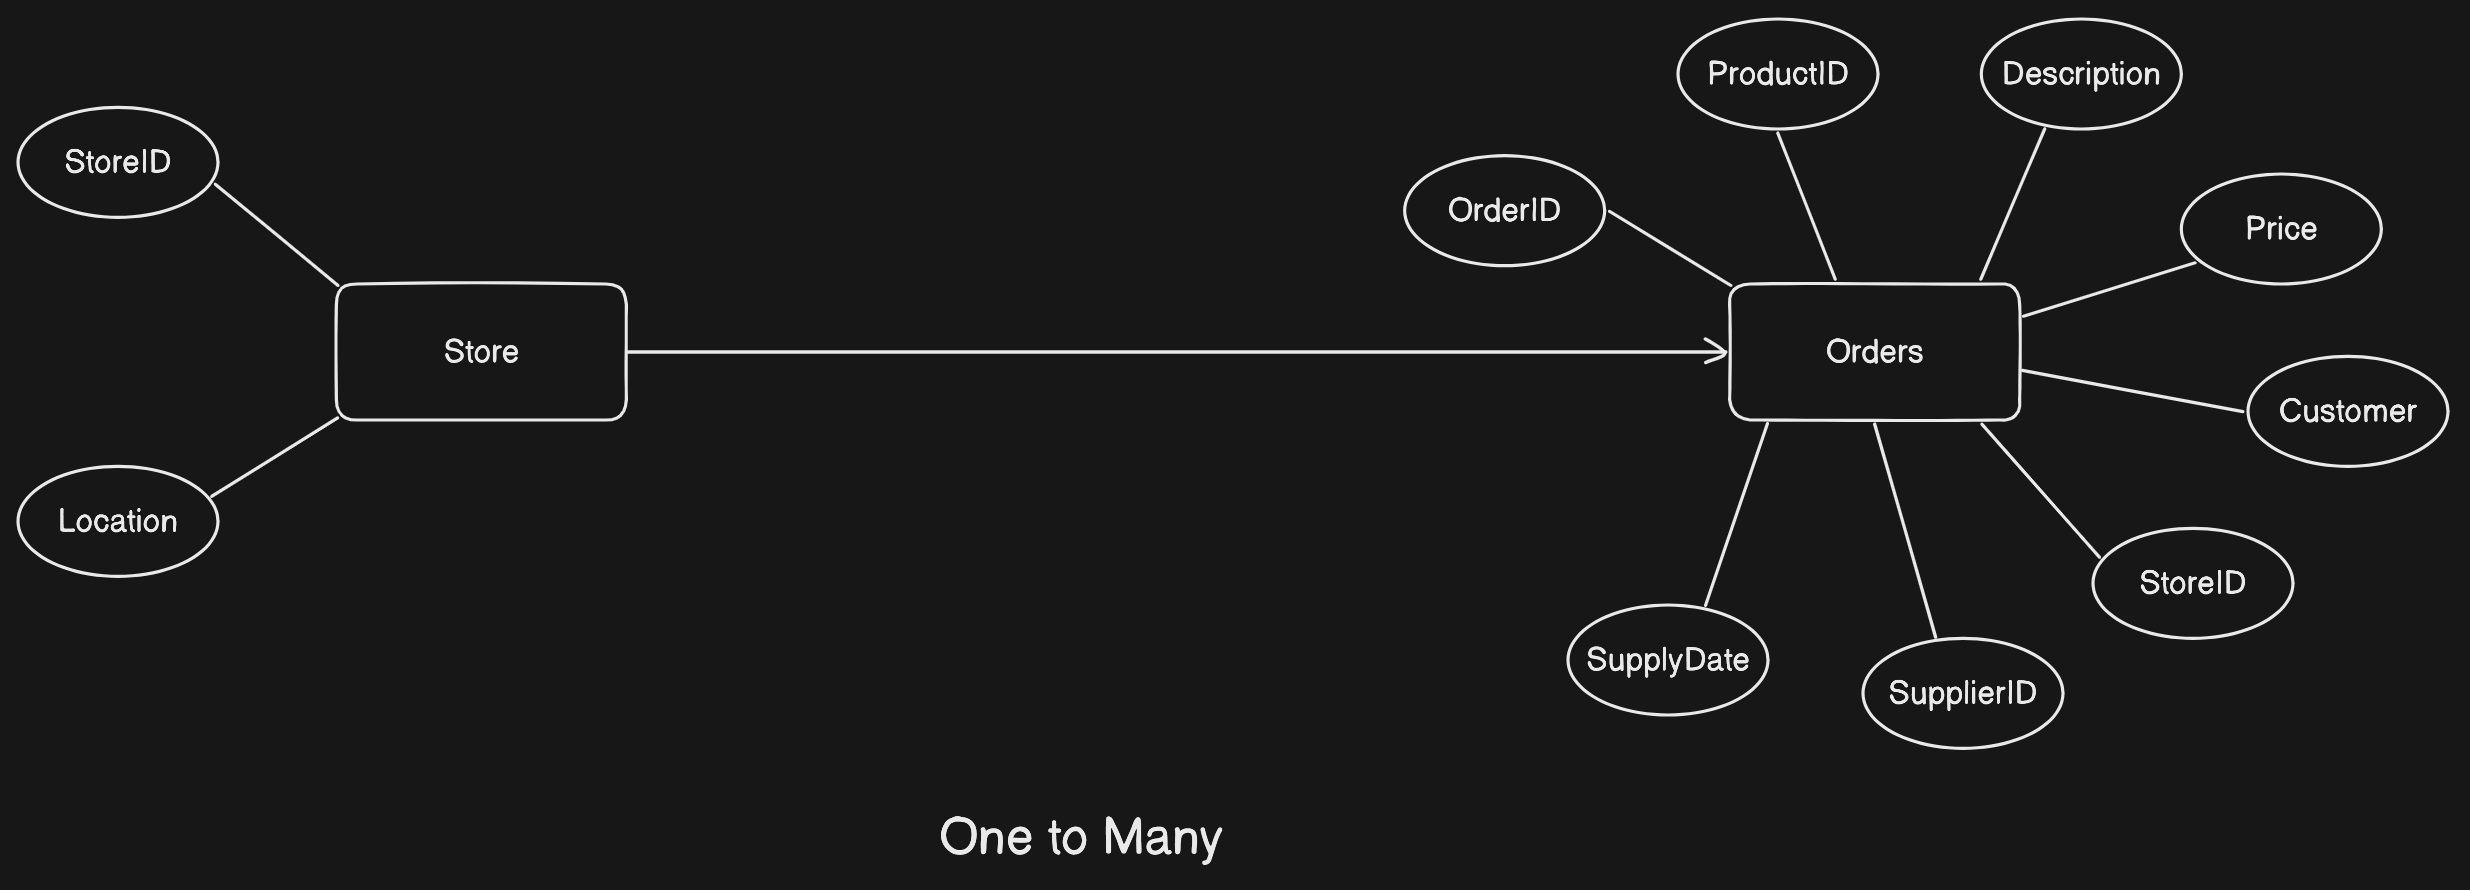 ProductID
Description
StoreID
OrderID
Price
Store
Orders
Customer
Location
StoreID
SupplyDate
SupplierID
One to Many